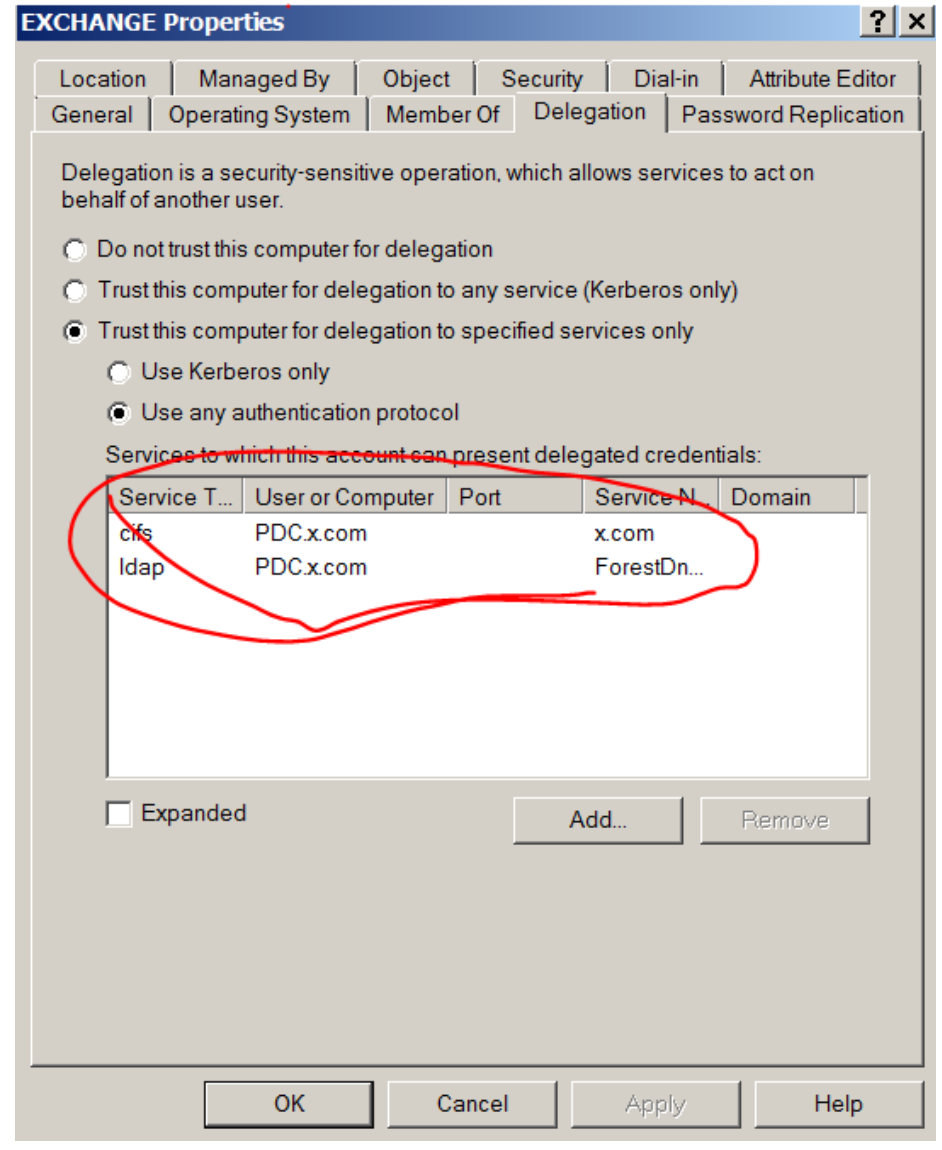 EXCHANGE Properties
Location Managed By Object Security Dial-in Attribute Editor
General Operating System Member Of Delegation Password Replication
Delegation is a security-sensitive operation, which allows services to act on
behalf of another user.
Do not trust this computer for delegation
Trust this computer for delegation to any service (Kerberos only)
Trust this computer for delegation to specified services only
Use Kerberos only
Use any authentication protocol
Services to which this account can present delegated credentials:
Service T... User or Computer Port Service N... Domain
cifs PDC.x.com x.com
ldap PDC.x.com ForestDn...
Expanded Add... Remove
OK Cancel Apply Help